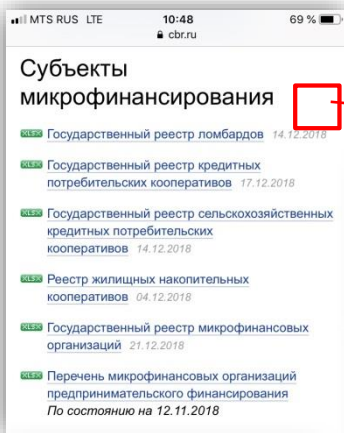 MTS RUS LTE 10:48 69 %
cbr.ru
Субъекты
микрофинансирования
XLSX Государственный реестр ломбардов 14.12.2018
XLSX Государственный реестр кредитных
потребительских кооперативов 17.12.2018
XLSX Государственный реестр сельскохозяйственных
кредитных потребительских
кооперативов 14.12.2018
XLSX Реестр жилищных накопительных
кооперативов 04.12.2018
XLSX Государственный реестр микрофинансовых
организаций 21.12.2018
XLSX Перечень микрофинансовых организаций
предпринимательского финансирования
По состоянию на 12.11.2018